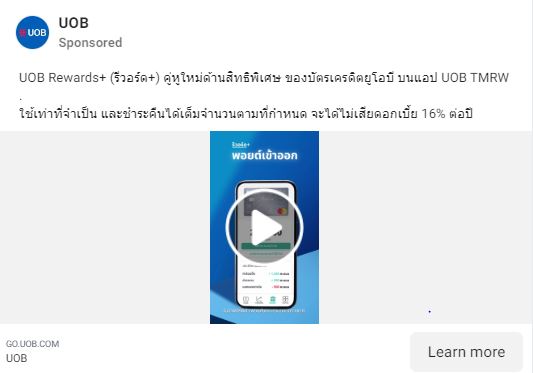 UOB
Sponsored
UOB
UOB Rewards+ (รีวอร์ด+) คู่หูใหม่ด้านสิทธิพิเศษ ของบัตรเครดิตยูโอบี บนแอป UOB TMRW
.
ใช้เท่าที่จำเป็น และชำระคืนได้เต็มจำนวนตามที่กำหนด จะได้ไม่เสียดอกเบี้ย 16% ต่อปี
รีวอร์ด+
พอยต์เข้าออก
GO.UOB.COM
UOB
Learn more